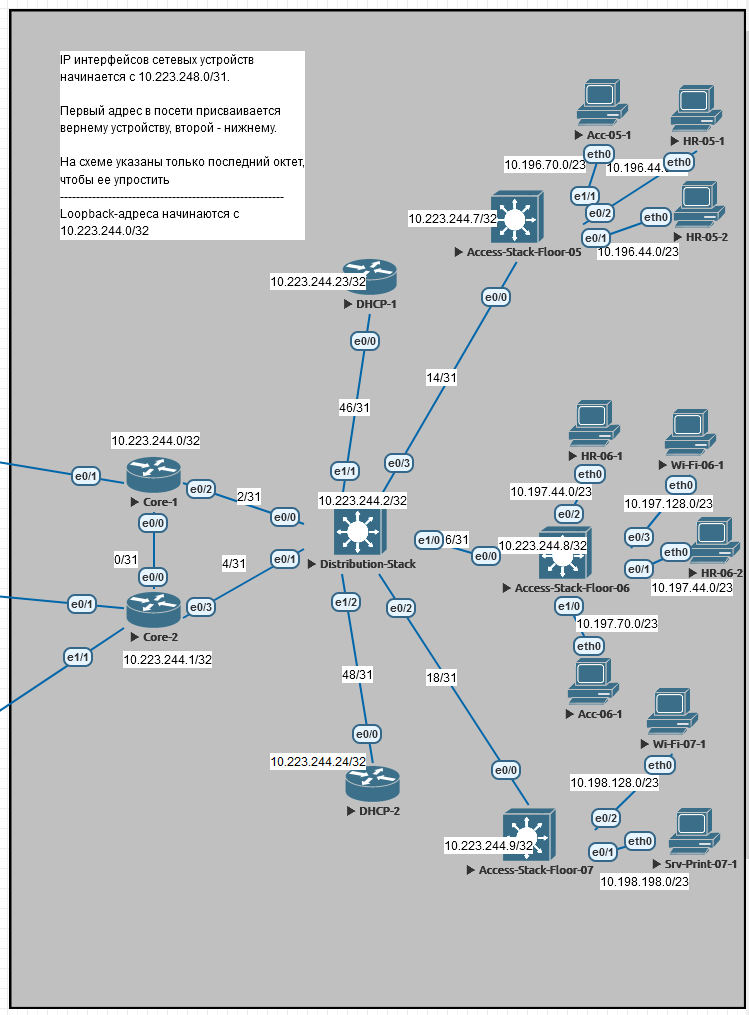 IP интерфейсов сетевых устройств
начинается с 10.223.248.0/31.
Первый адрес в посети присваивается
вернему устройству, второй - нижнему.
На схеме указаны только последний октет,
чтобы ее упростить
Loopback-адреса начинаются с
10.223.244.0/32
Acc-05-1
HR-05-1
eth0
10.196.70.0/23
10.196.44.
eth0
e1/1
e0/2
eth0
10.223.244.7/32
e0/1
HR-05-2
Access-Stack-Floor-05
10.196.44.0/23
10.223.244.23/32
DHCP-1
e0/0
e0/0
14/31
46/31
HR-06-1
10.223.244.0/32
e0/3
Wi-Fi-06-1
e0/1
e1/1
eth0
eth0
e0/2
2/31
10.223.244.2/32
10.197.44.0/23
10.197.128.0/23
Core-1
e0/0
e0/0
e0/2
e1/0
6/31
10.223.244.8/32
e0/3
0/31
4/31
e0/1
e0/0
eth0
Distribution-Stack
e0/1
HR-06-2
e0/0
Access-Stack-Floor-06
10.197.44.0/23
e0/1
e0/3
e1/2
e0/2
e1/0
10.197.70.0/23
Core-2
e1/1
10.223.244.1/32
eth0
48/31
18/31
Acc-06-1
e0/0
Wi-Fi-07-1
10.223.244.24/32
e0/0
eth0
10.198.128.0/23
DHCP-2
e0/2
10.223.244.9/32
eth0
e0/1
Access-Stack-Floor-07
Srv-Print-07-1
10.198.198.0/23